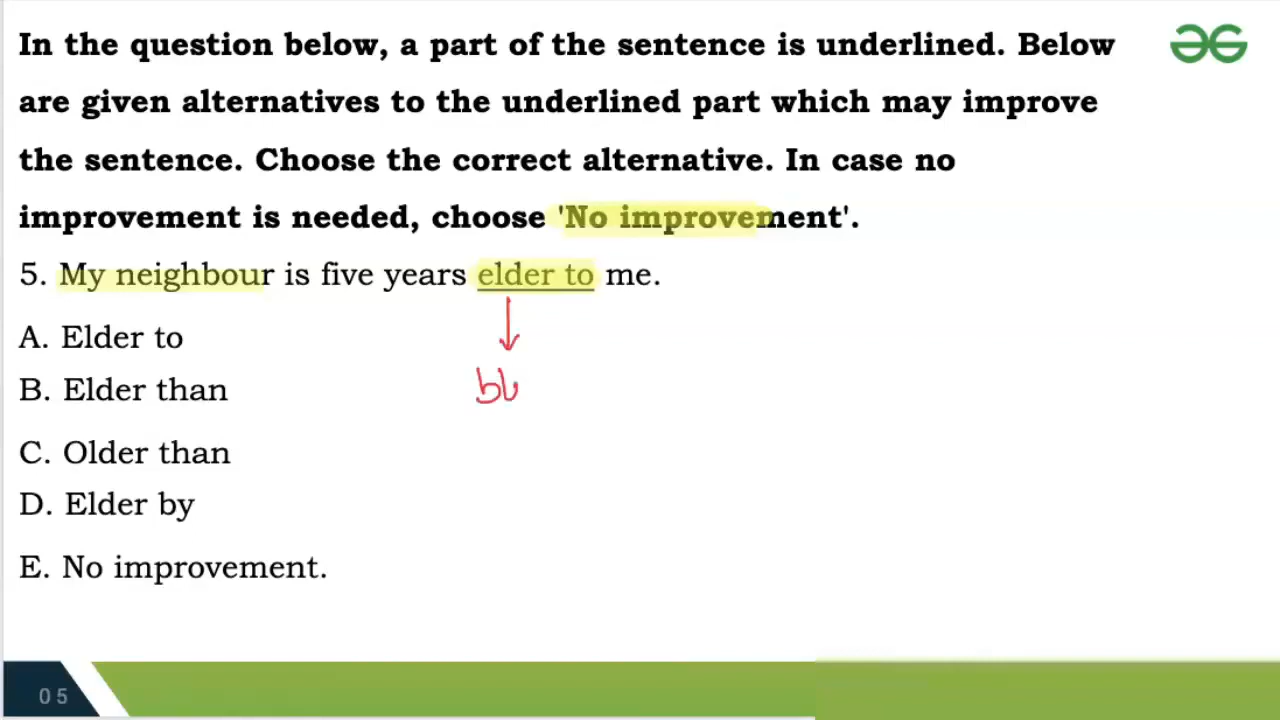 In the question below, a part of the sentence is underlined. Below
are given alternatives to the underlined part which may improve
the sentence. Choose the correct alternative. In case no
improvement is needed, choose 'No improvement'.
5. My neighbour is five years elder to me.
A. Elder to
B. Elder than
C. Older than
D. Elder by
E. No improvement.
05